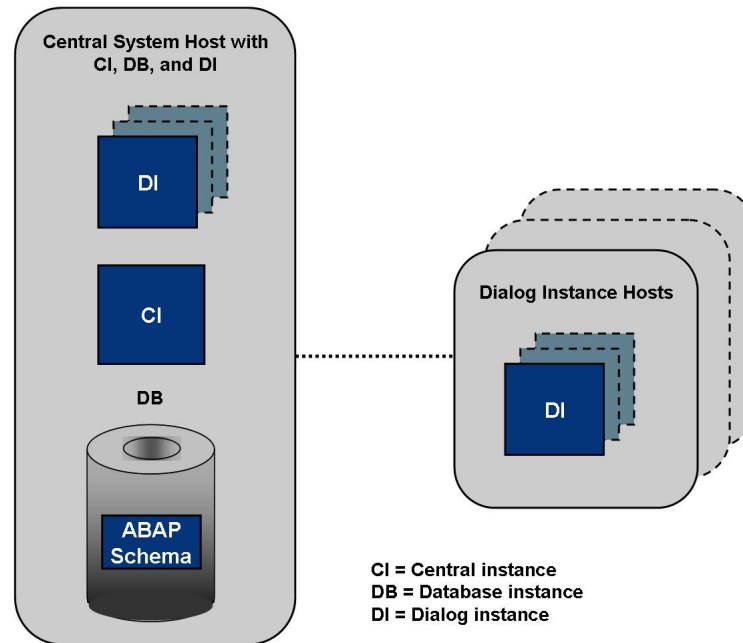 Central System Host with
CI, DB, and DI
DI
CI
DB
ABAP
Schema
Dialog Instance Hosts
DI
CI = Central instance
DB = Database instance
DI = Dialog instance